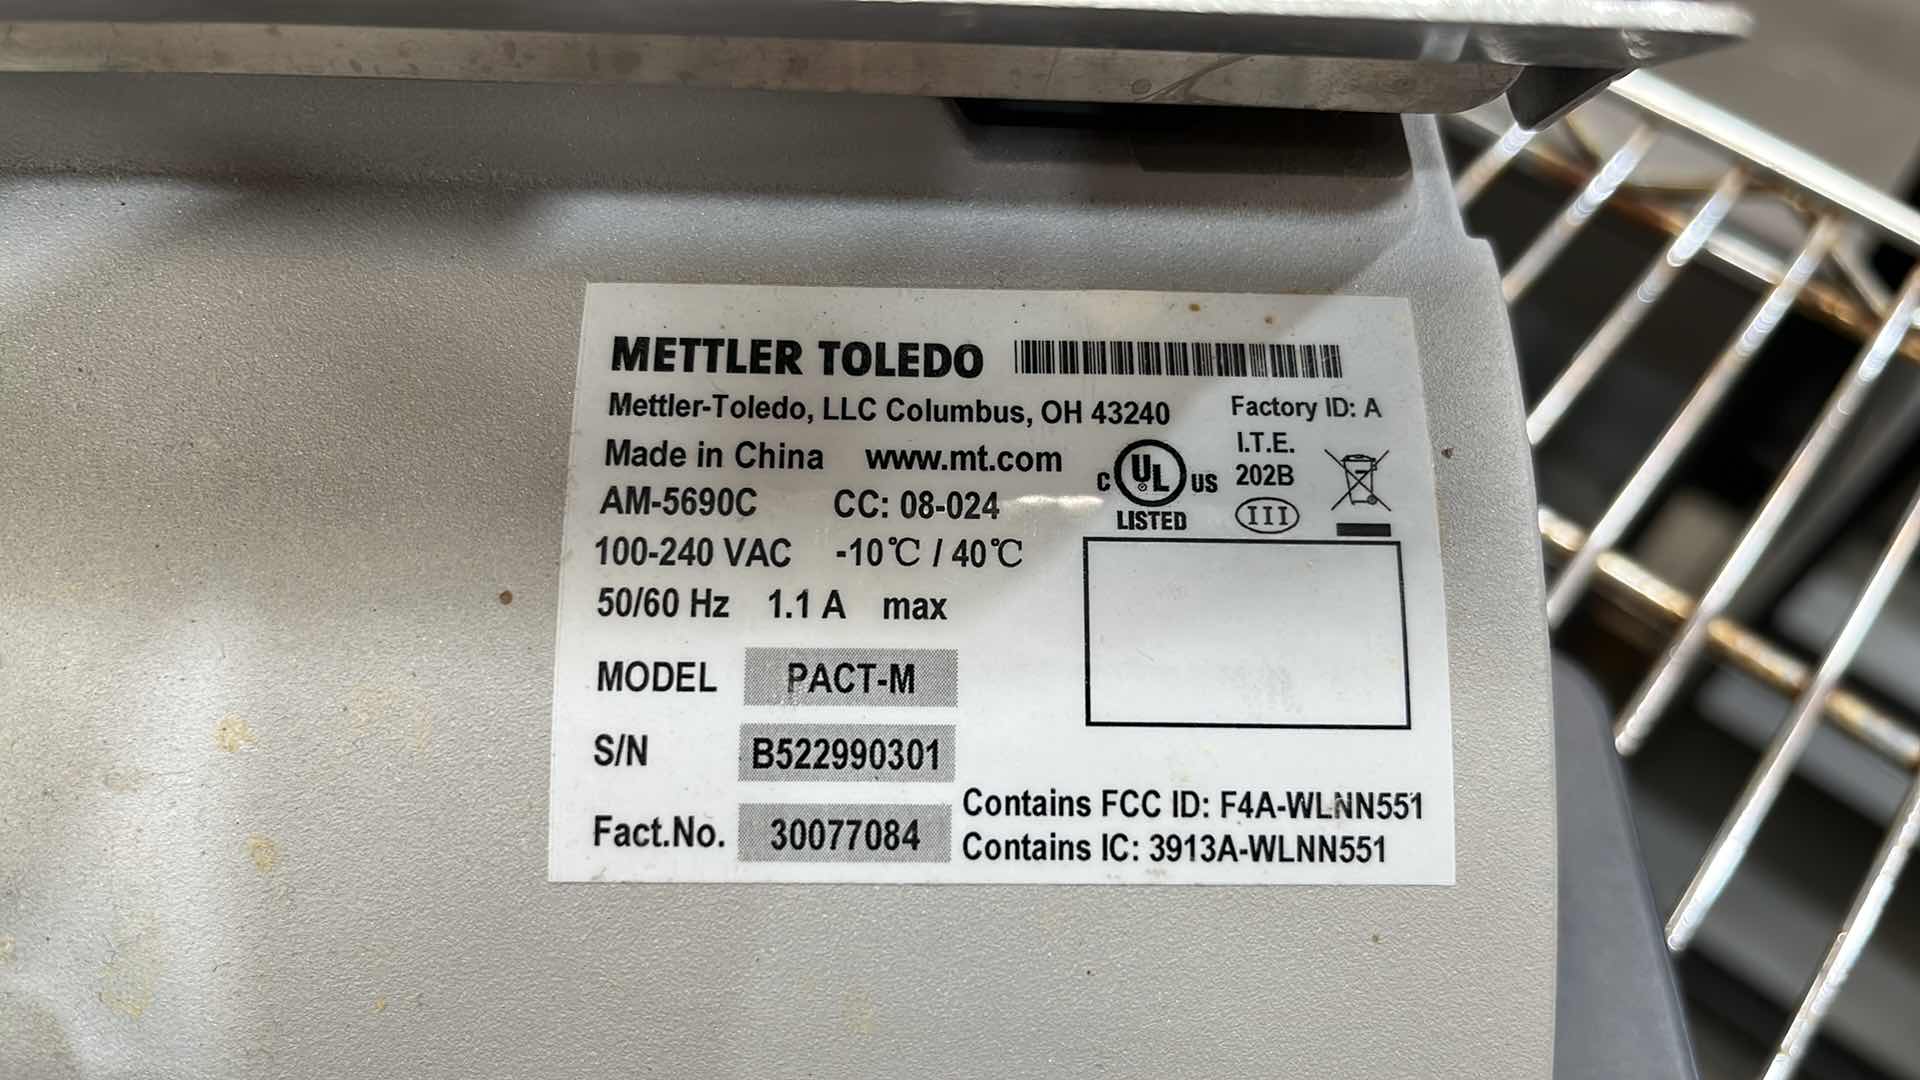 METTLER TOLEDO
Mettler-Toledo, LLC Columbus, OH 43240 Factory ID: A
Made in China www.mt.com
I.T.E.
202B
III
C UL US
LISTED
AM-5690C CC: 08-024
100-240 VAC -10℃ / 40℃
50/60 Hz 1.1 A max
MODEL PACT-M
S/N B522990301
Fact.No. 30077084
Contains FCC ID: F4A-WLNN551
Contains IC: 3913A-WLNN551